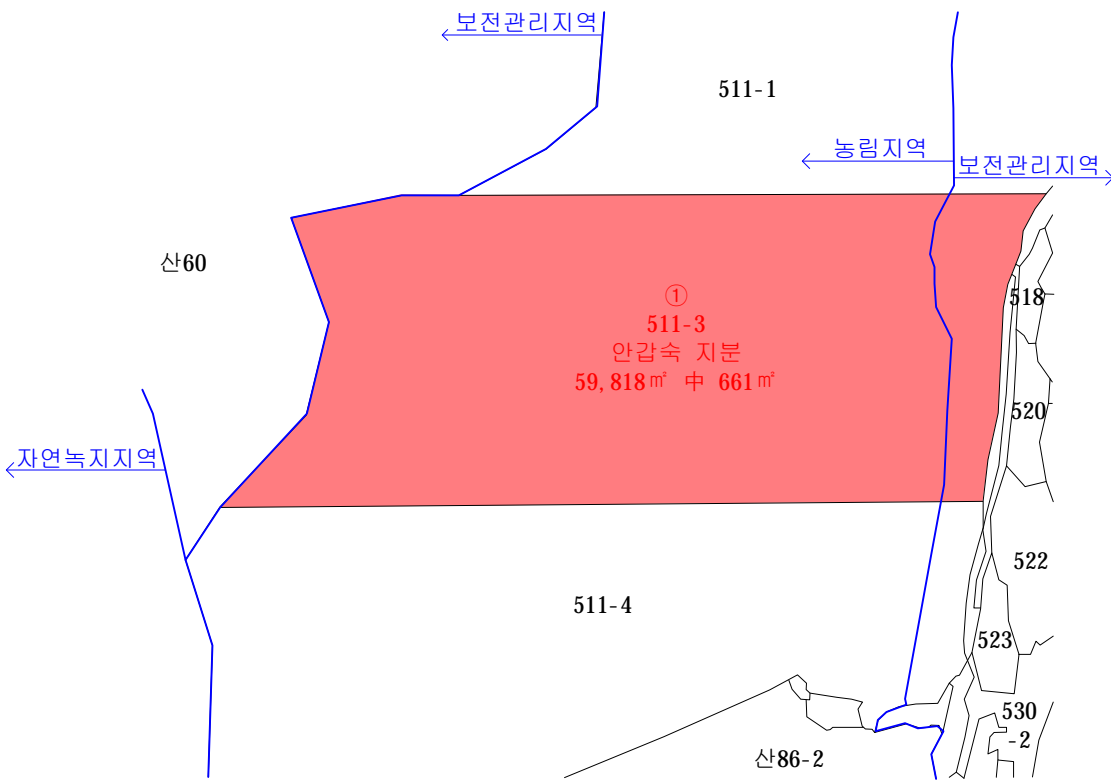 보전관리지역
511-1
농림지역
보전관리지역
산60
①
511-3
안갑숙 지분
59,818㎡ 中 661㎡
518
520
자연녹지지역
522
511-4
523
530
-2
산86-2